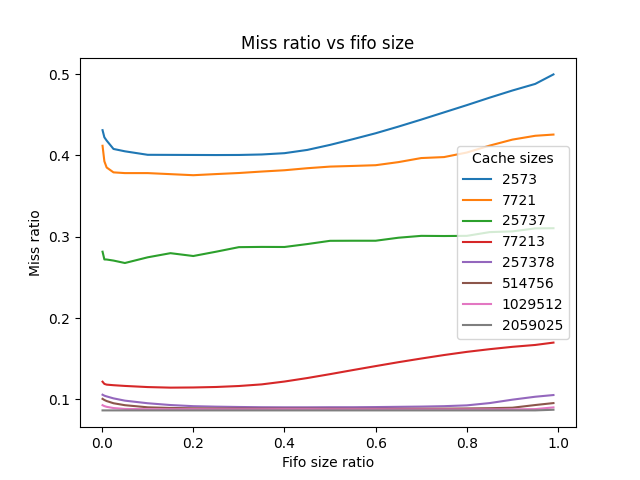 Miss ratio vs fifo size
0.5
0.4
0.3
0.2
0.1
Miss ratio
Cache sizes
2573
7721
25737
77213
257378
514756
1029512
2059025
0.0 0.2 0.4 0.6 0.8 1.0
Fifo size ratio